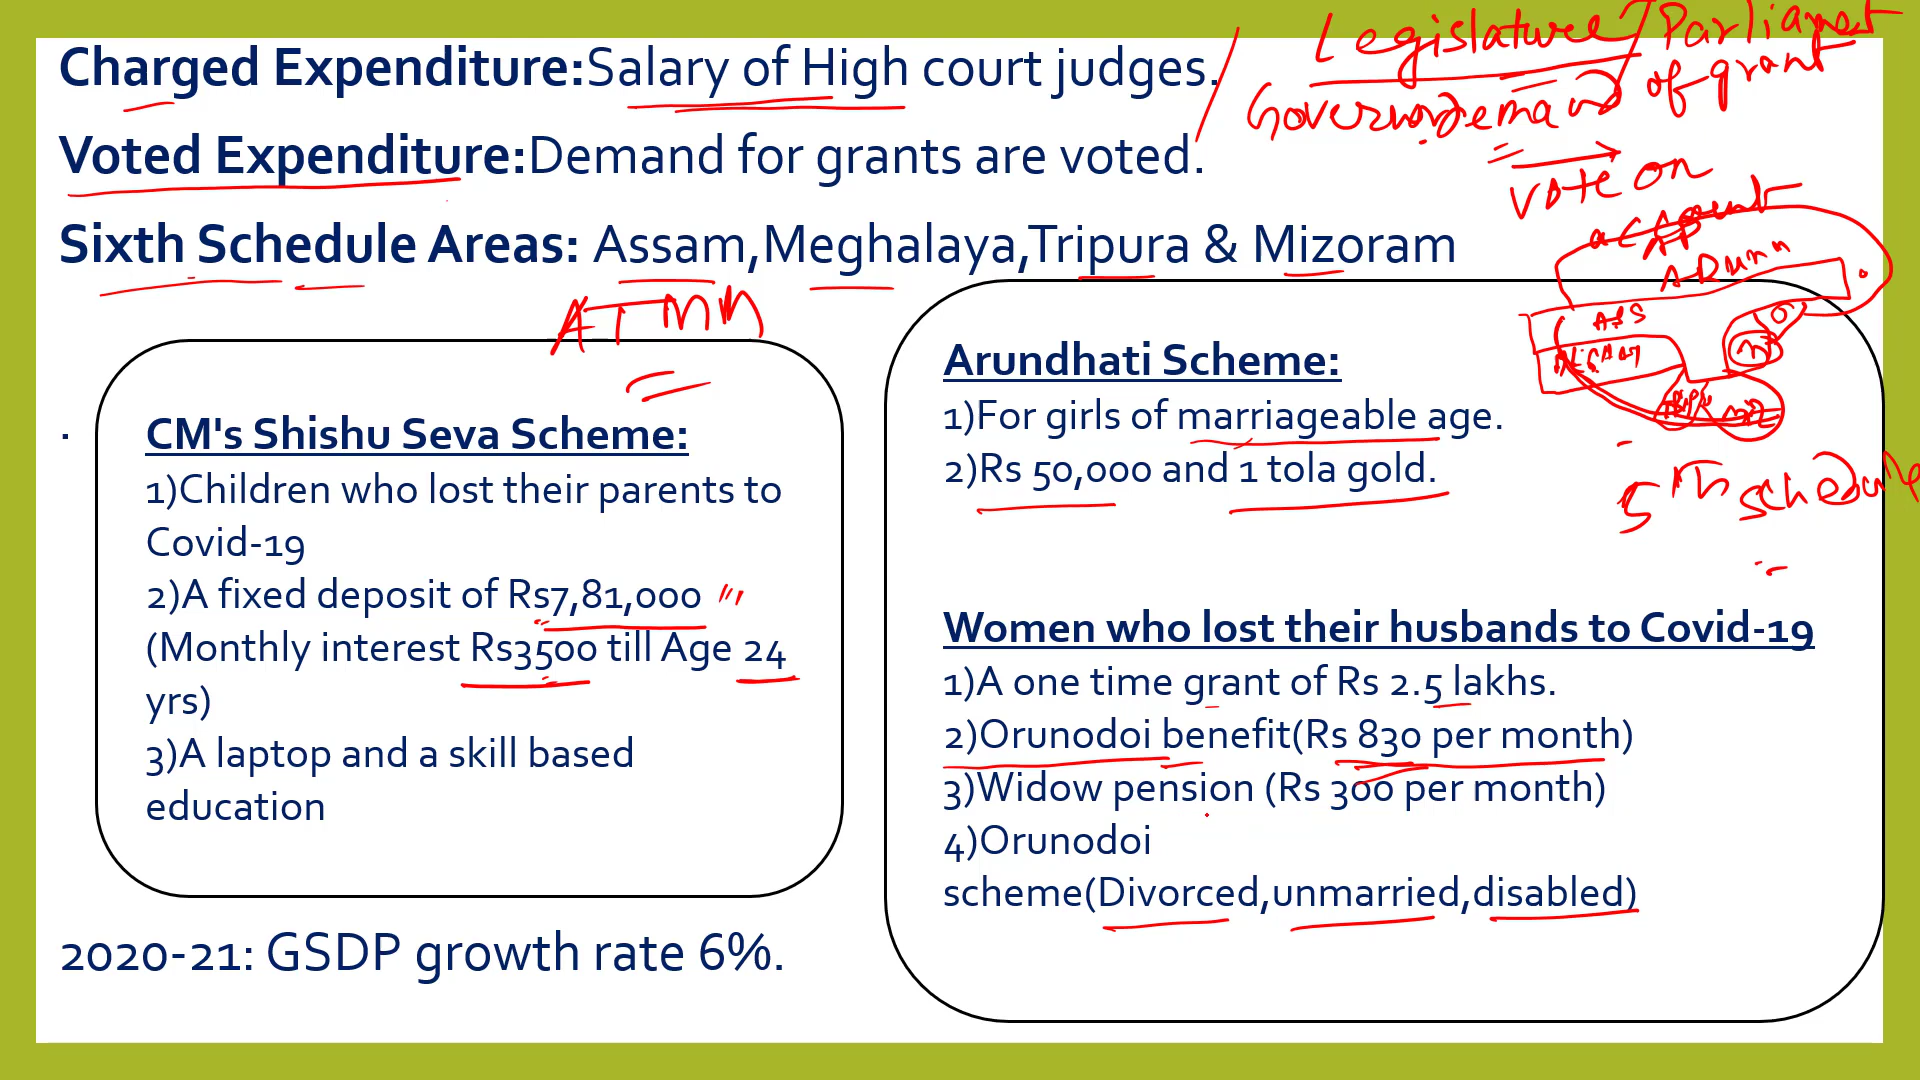 Charged Expenditure:Salary of High court judges.
Legislature/Parliament
Governor
Demand of grant
Voted Expenditure:Demand for grants are voted.
vote on
account
Sixth Schedule Areas: Assam,Meghalaya,Tripura & Mizoram
ATMM
CM's Shishu Seva Scheme:
1)Children who lost their parents to
Covid-19
2)A fixed deposit of Rs7,81,000
(Monthly interest Rs3500 till Age 24
yrs)
3)A laptop and a skill based
education
Arundhati Scheme:
1)For girls of marriageable age.
2)Rs 50,000 and 1 tola gold.
5th schedule
Women who lost their husbands to Covid-19
1)A one time grant of Rs 2.5 lakhs.
2)Orunodoi benefit(Rs 830 per month)
3)Widow pension (Rs 300 per month)
4)Orunodoi
scheme(Divorced,unmarried,disabled)
2020-21: GSDP growth rate 6%.